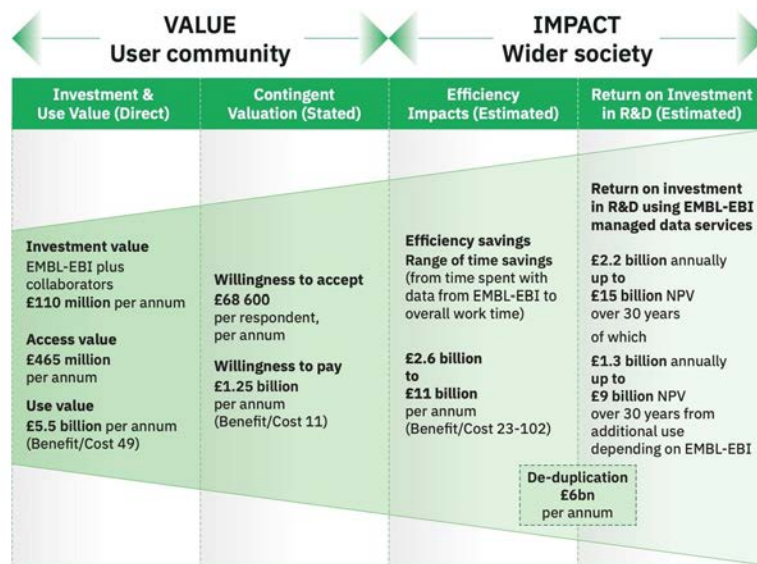 VALUE
User community
IMPACT
Wider society
Investment &
Use Value (Direct)
Contingent
Valuation (Stated)
Efficiency
Impacts (Estimated)
Return on Investment
in R&D (Estimated)
Investment value
EMBL-EBI plus
collaborators
£110 million per annum
Access value
£465 million
per annum
Use value
£5.5 billion per annum
(Benefit/Cost 49)
Willingness to accept
£68 600
per respondent,
per annum
Willingness to pay
£1.25 billion
per annum
(Benefit/Cost 11)
Efficiency savings
Range of time savings
(from time spent with
data from EMBL-EBI to
overall work time)
£2.6 billion
to
£11 billion
per annum
(Benefit/Cost 23-102)
Return on investment
in R&D using EMBL-EBI
managed data services
£2.2 billion annually
up to
£15 billion NPV
over 30 years
of which
£1.3 billion annually
up to
£9 billion NPV
over 30 years from
additional use
depending on EMBL-EBI
De-duplication
£6bn
per annum